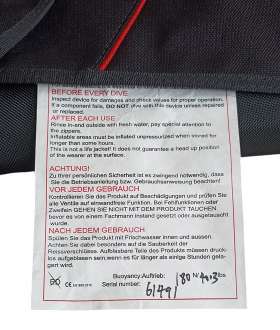 BEFORE EVERY DIVE
Inspect device for damages and check valves for proper operation.
If a component fails, DO NOT dive with this device unless repaired
or replaced.
AFTER EACH USE
Rinse in-and outside with fresh water, pay special attention to
the zippers.
Inflatable areas must be inflated unpressurized when stored for
longer than some hours.
This is not a life jacket! It does not guarantee a head up position
of the wearer at the surface.
ACHTUNG!
Zu Ihrer persönlichen Sicherheit ist es zwingend notwendig, dass
Sie die Betriebsanleitung bzw. Gebrauchsanweisung beachten!
VOR JEDEM GEBRAUCH
Kontrollieren Sie das Produkt auf Beschädigungen und prüfen Sie
alle Ventile auf einwandfreie Funktion. Bei Fehlfunktionen oder
Zweifeln GEHEN SIE NICHT MIT DEM PRODUKT TAUCHEN
bevor es von einem Fachmann instand gesetzt oder ausgetauscht
wurde.
NACH JEDEM GEBRAUCH
Spülen Sie das Produkt mit Frischwasser innen und aussen.
Achten Sie dabei besonders auf die Sauberkeit der
Reissverschlüsse. Aufblasbare Teile des Produkts müssen druck-
los aufgeblasen sein, wenn es für länger als einige Stunden gela-
gert wird.
Buoyancy Auftrieb: 180 N/ lbs
Serial number: